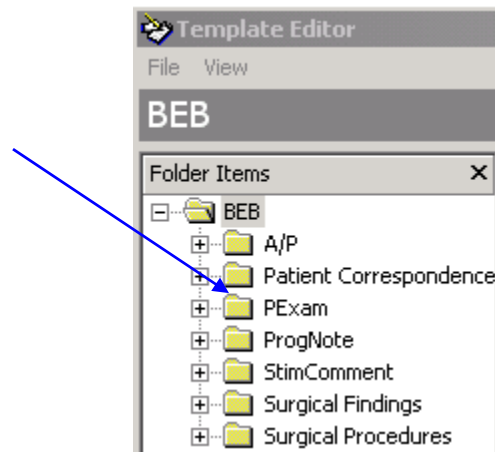 Template Editor
File View
BEB
Folder Items
BEB
A/P
Patient Correspondence
PExam
ProgNote
StimComment
Surgical Findings
Surgical Procedures